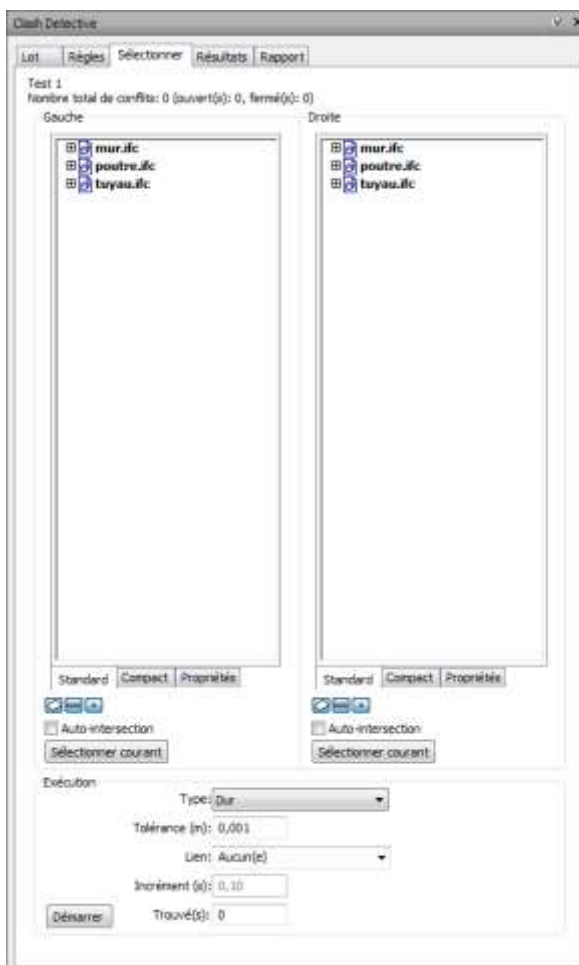 Clash Detective
Lot Règles Sélectionner Résultats Rapport
Test 1
Nombre total de conflits: 0 (ouvert(s): 0, fermé(s): 0)
Gauche Droite
mur.ifc mur.ifc
poutre.ifc poutre.ifc
tuyau.ifc tuyau.ifc
Standard Compact Propriétés Standard Compact Propriétés
Auto-intersection Auto-intersection
Sélectionner courant Sélectionner courant
Exécution
Type: Dur
Tolérance (m): 0,001
Lien: Aucun(e)
Incrément (s): 0,10
Démarrer Trouvé(s): 0